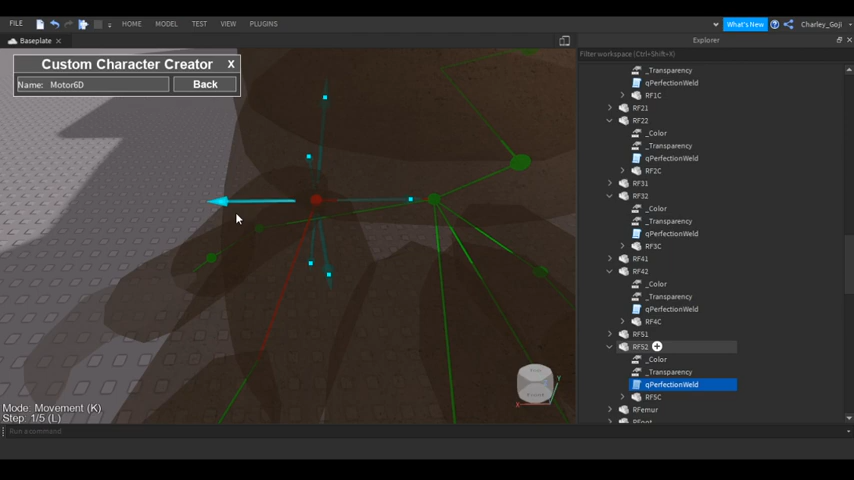 FILE HOME MODEL TEST VIEW PLUGINS What's New Charley_Goji
Baseplate Explorer
Filter workspace (Ctrl+Shift+X)
Custom Character Creator X
Name: Motor6D Back
_Transparency
qPerfectionWeld
RF1C
RF21
RF22
_Color
_Transparency
qPerfectionWeld
RF2C
RF31
RF32
_Color
_Transparency
qPerfectionWeld
RF3C
RF41
RF42
_Color
_Transparency
qPerfectionWeld
RF4C
RF51
RF52
_Color
_Transparency
qPerfectionWeld
RF5C
RFemur
RFoot
Y
X
Mode: Movement (K)
Step: 1/5 (L)
Run a command